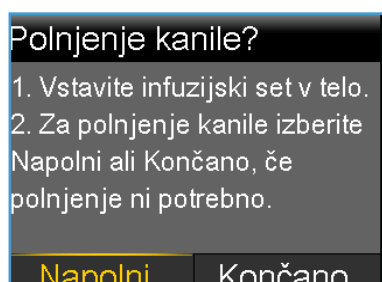 Polnjenje kanile?
1. Vstavite infuzijski set v telo.
2. Za polnjenje kanile izberite
Napolni ali Končano, če
polnjenje ni potrebno.
Napolni
Končano